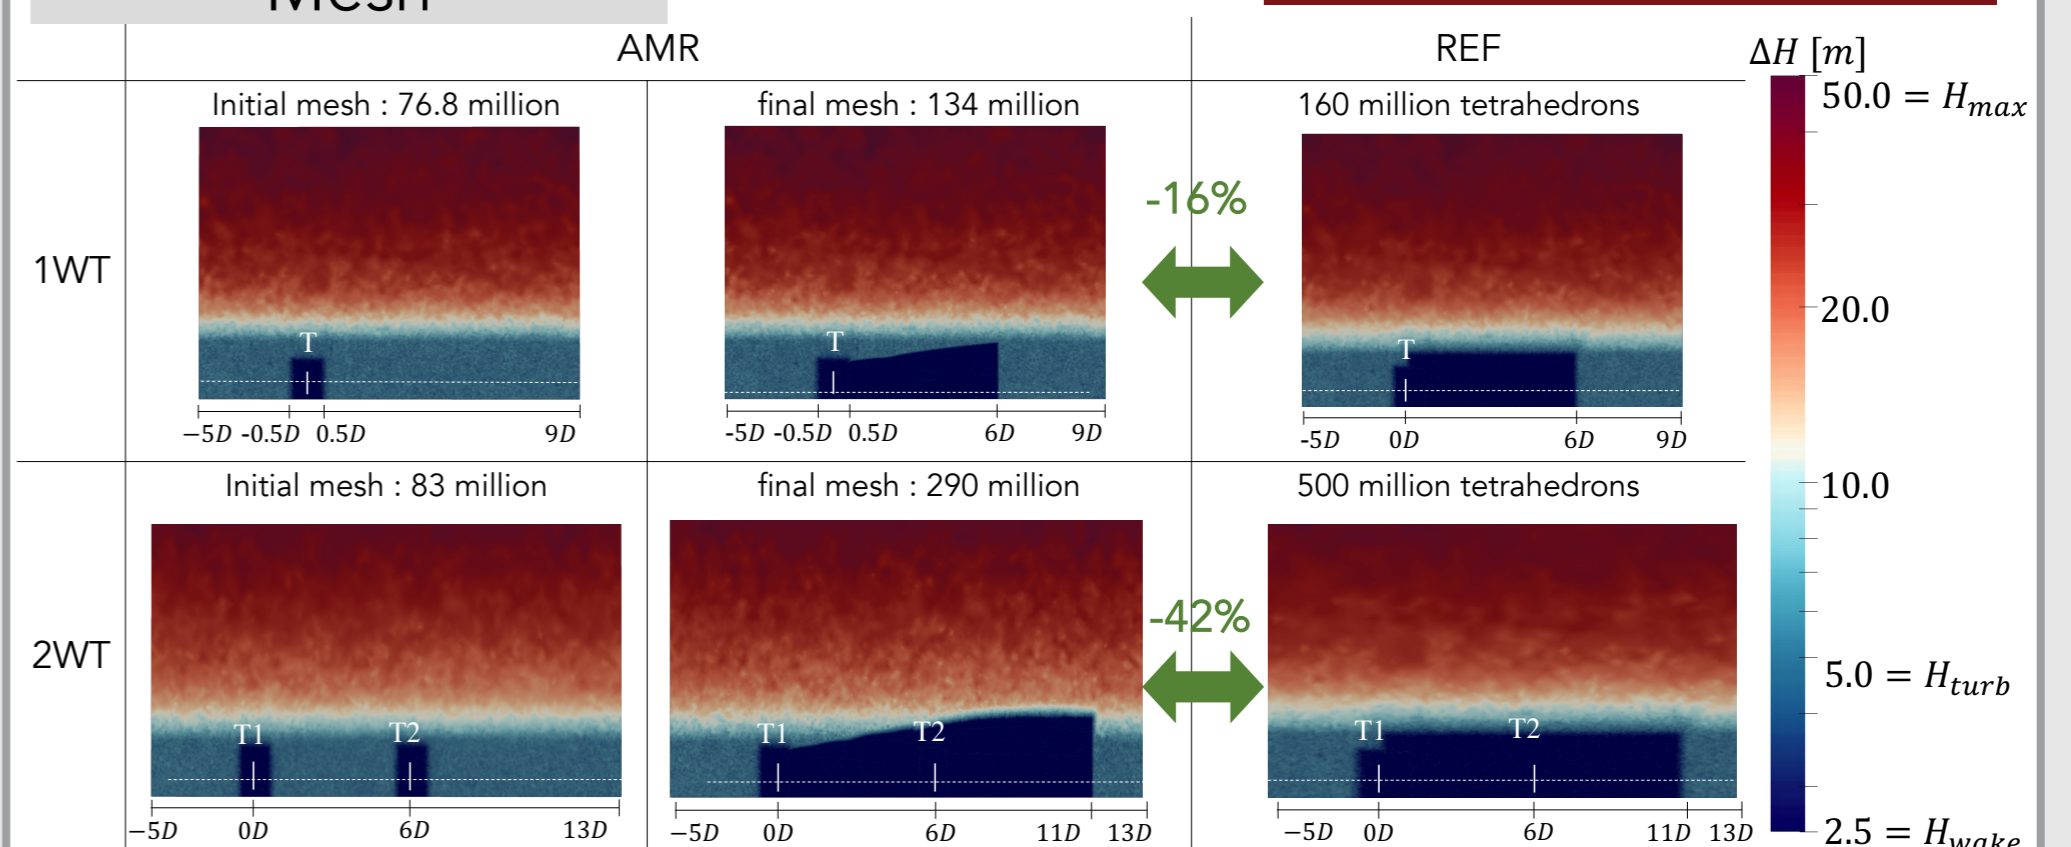 Mesh
AMR
REF
ΔH [m]
Initial mesh : 76.8 million
final mesh : 134 million
160 million tetrahedrons
50.0 = Hmax
-16%
20.0
1WT
T
T
T
−5D -0.5D 0.5D 9D
-5D -0.5D 0.5D 6D 9D
-5D 0D 6D 9D
Initial mesh : 83 million
final mesh : 290 million
500 million tetrahedrons
10.0
-42%
2WT
5.0 = Hturb
T1 T2
T1 T2
T1 T2
−5D 0D 6D 13D
−5D 0D 6D 11D 13D
−5D 0D 6D 11D 13D
2.5 = Hwake